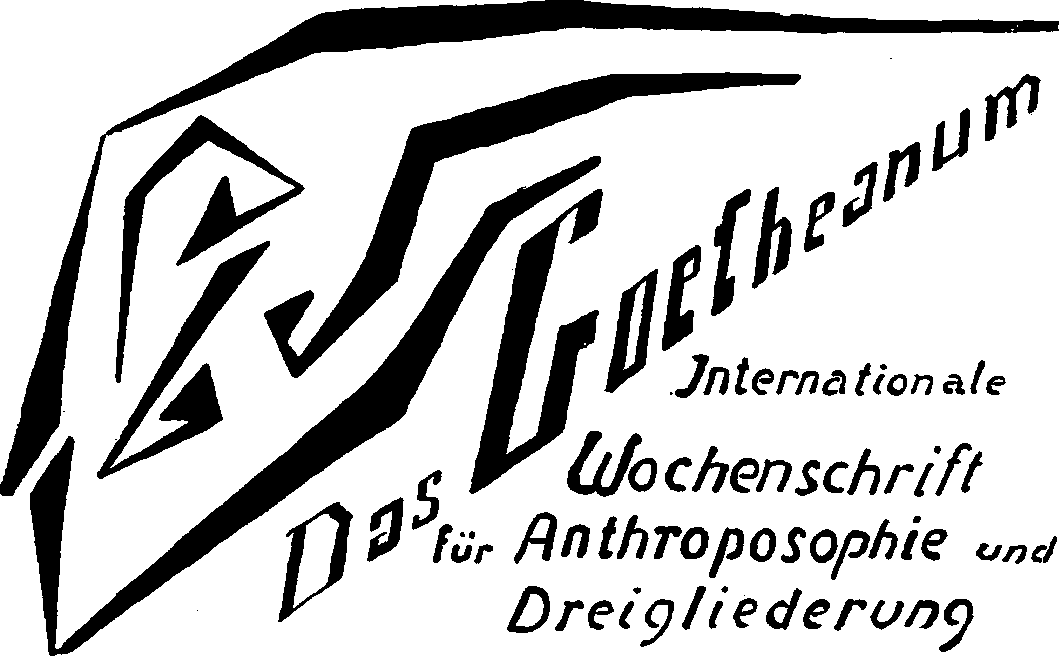 Das Goetheanum
Internationale
Wochenschrift
für Anthroposophie und
Dreigliederung